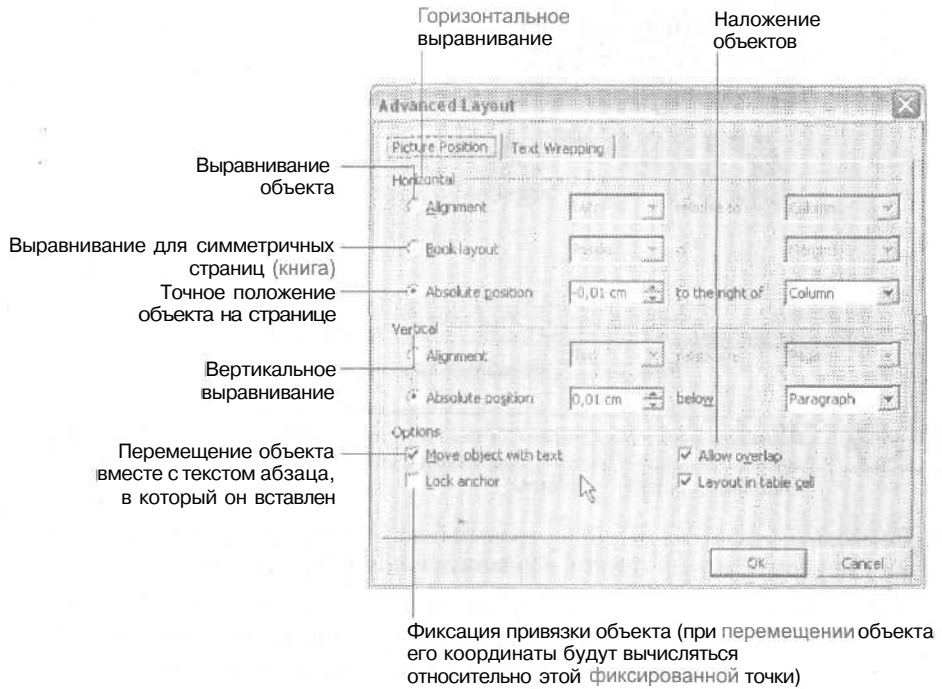 Горизонтальное
выравнивание
Наложение
объектов
Advanced Layout
Picture Position Text Wrapping
Выравнивание
объекта
Horizontal
Alignment Left relative to Column
Выравнивание для симметричных
страниц (книга)
Book layout Inside of
Точное положение
объекта на странице
Absolute position -0,01 cm to the right of Column
Vertical
Вертикальное
выравнивание
Alignment
Absolute position 0,01 cm below Paragraph
Options
Перемещение объекта
вместе с текстом абзаца,
в который он вставлен
Move object with text Allow overlap
Lock anchor Layout in table cell
OK Cancel
Фиксация привязки объекта (при перемещении объекта
его координаты будут вычисляться
относительно этой фиксированной точки)